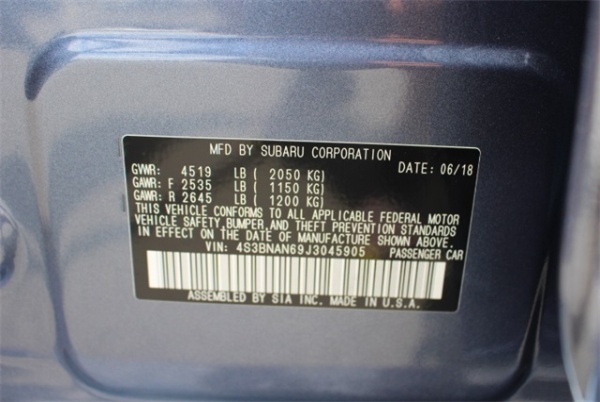 MFD BY SUBARU CORPORATION
GVWR: 4519 LB ( 2050 KG) DATE: 06/18
GAWR: F 2535 LB ( 1150 KG)
GAWR: R 2645 LB ( 1200 KG)
THIS VEHICLE CONFORMS TO ALL APPLICABLE FEDERAL MOTOR
VEHICLE SAFETY, BUMPER, AND THEFT PREVENTION STANDARDS
IN EFFECT ON THE DATE OF MANUFACTURE SHOWN ABOVE.
VIN: 4S3BNAN69J3045905 PASSENGER CAR
ASSEMBLED BY SIA INC. MADE IN U.S.A.